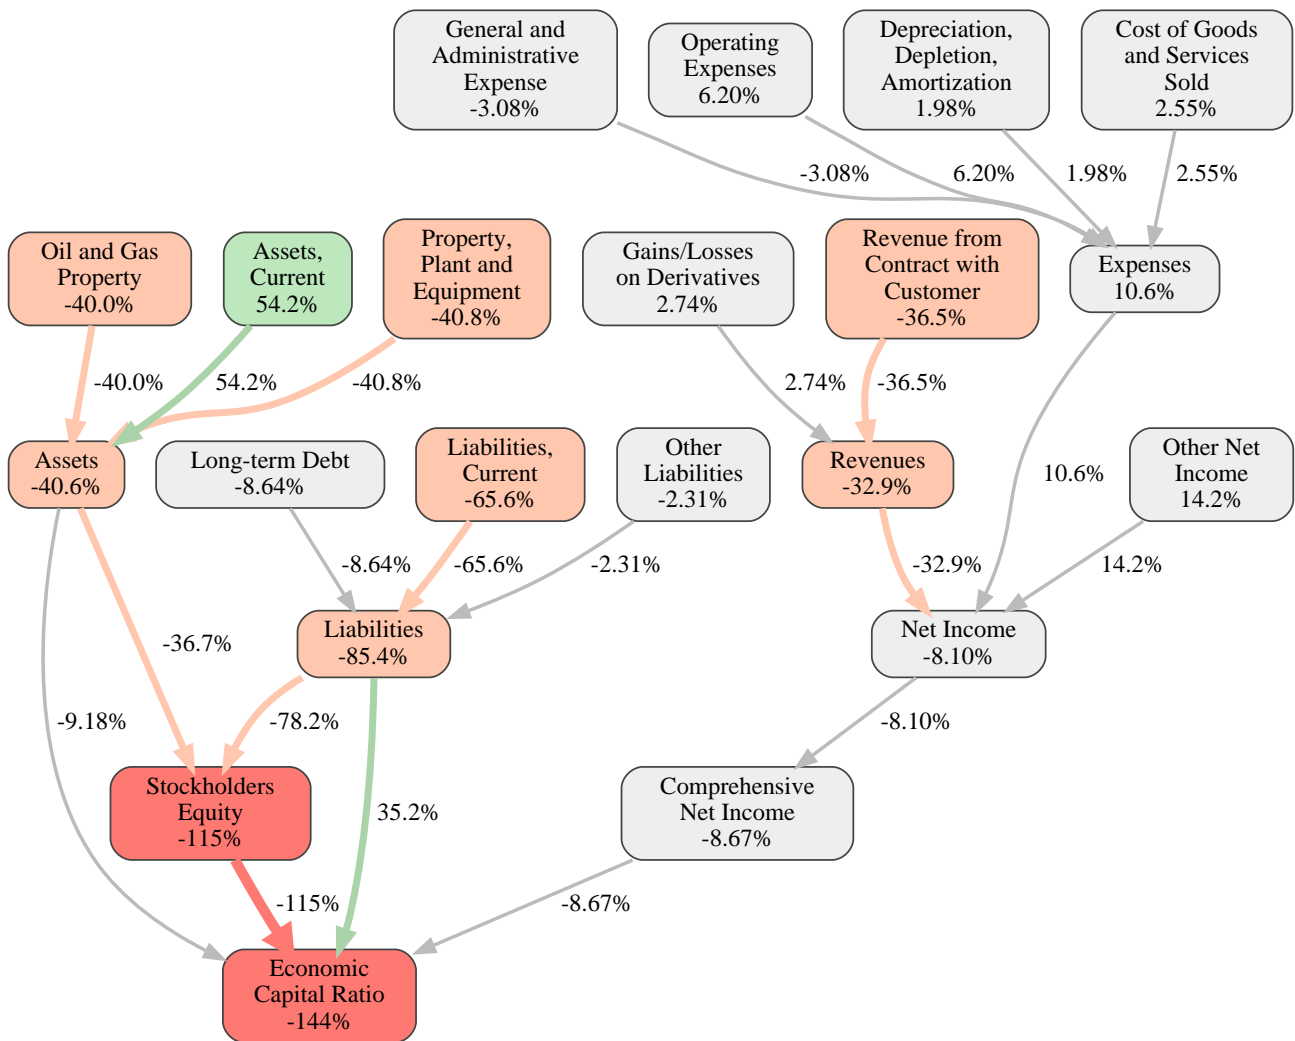 General and
Administrative
Expense
-3.08%
Operating
Expenses
6.20%
Depreciation,
Depletion,
Amortization
1.98%
Cost of Goods
and Services
Sold
2.55%
-3.08%
6.20%
1.98%
2.55%
Oil and Gas
Property
-40.0%
Assets,
Current
54.2%
Property,
Plant and
Equipment
-40.8%
Gains/Losses
on Derivatives
2.74%
Revenue from
Contract with
Customer
-36.5%
Expenses
10.6%
-40.0%
54.2%
-40.8%
2.74%
-36.5%
Assets
-40.6%
Long-term Debt
-8.64%
Liabilities,
Current
-65.6%
Other
Liabilities
-2.31%
Revenues
-32.9%
10.6%
Other Net
Income
14.2%
-8.64%
-65.6%
-2.31%
-32.9%
14.2%
-36.7%
Liabilities
-85.4%
Net Income
-8.10%
-9.18%
-78.2%
-8.10%
Stockholders
Equity
-115%
35.2%
Comprehensive
Net Income
-8.67%
-115%
-8.67%
Economic
Capital Ratio
-144%